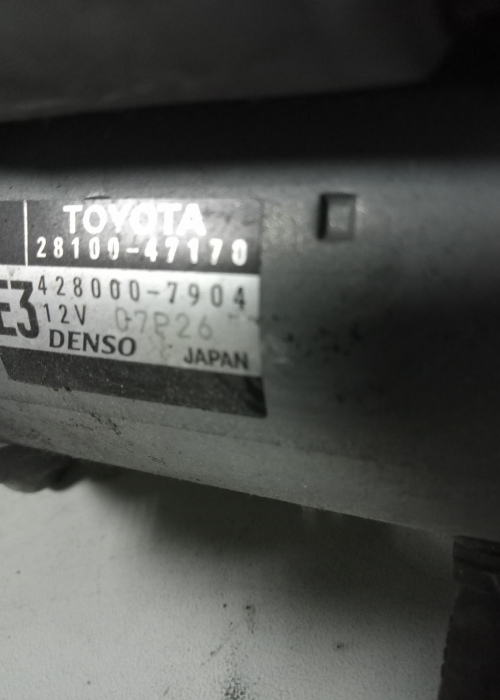 TOYOTA
28100-47170
E3
428000-7904
12V 07P26
DENSO JAPAN